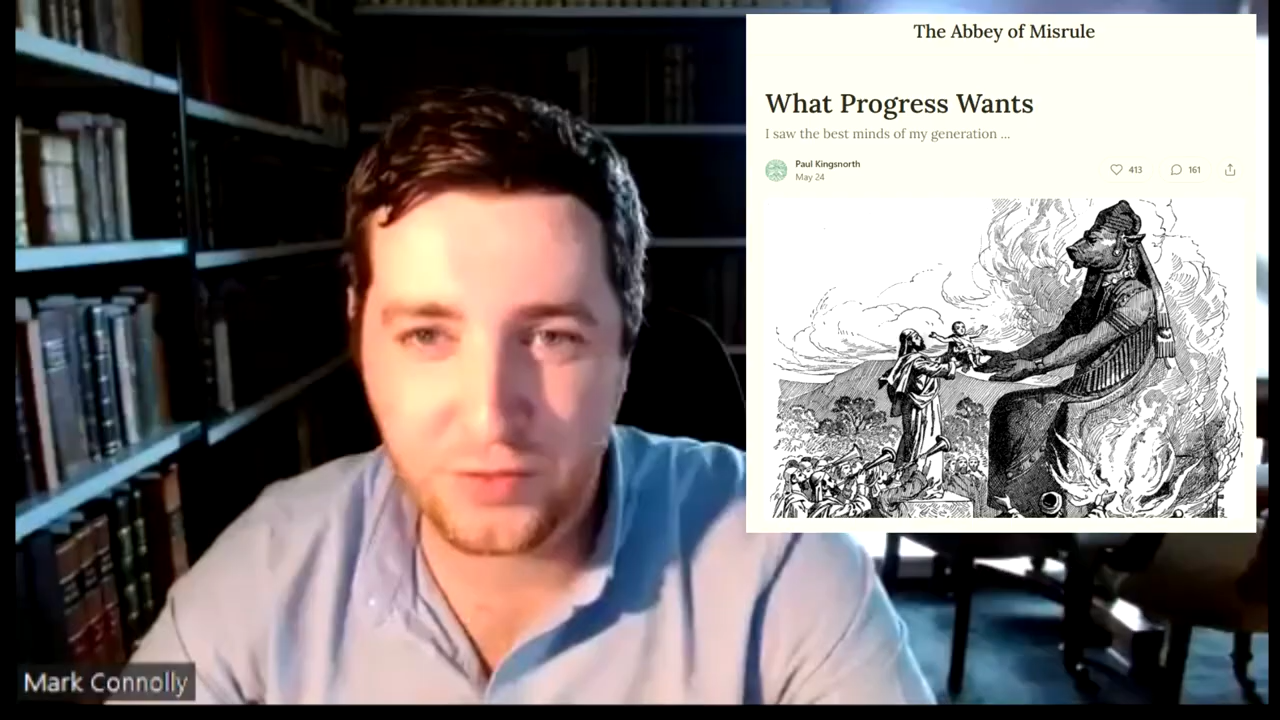 The Abbey of Misrule
What Progress Wants
I saw the best minds of my generation ...
Paul Kingsnorth
May 24
413
161
Mark Connolly